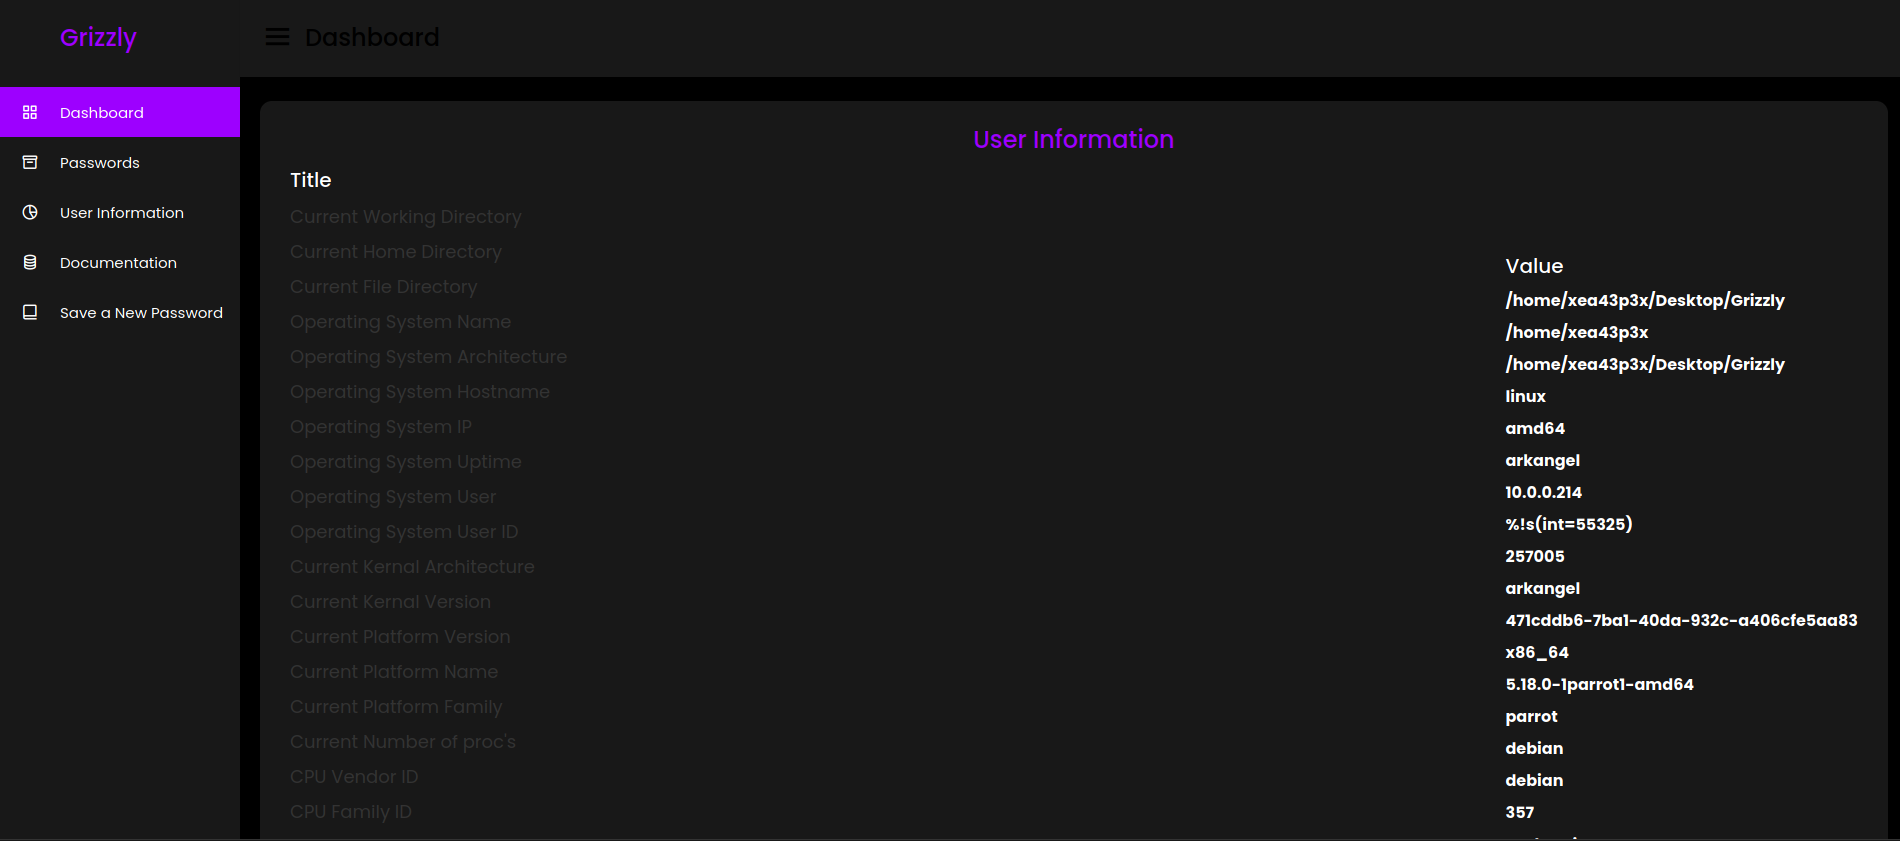 Grizzly
Dashboard
Dashboard
Passwords
User Information
Documentation
Save a New Password
User Information
Title
Current Working Directory
Current Home Directory
Current File Directory
Operating System Name
Operating System Architecture
Operating System Hostname
Operating System IP
Operating System Uptime
Operating System User
Operating System User ID
Current Kernal Architecture
Current Kernal Version
Current Platform Version
Current Platform Name
Current Platform Family
Current Number of proc's
CPU Vendor ID
CPU Family ID
Value
/home/xea43p3x/Desktop/Grizzly
/home/xea43p3x
/home/xea43p3x/Desktop/Grizzly
linux
amd64
arkangel
10.0.0.214
%!s(int=55325)
257005
arkangel
471cddb6-7ba1-40da-932c-a406cfe5aa83
x86_64
5.18.0-1parrot1-amd64
parrot
debian
debian
357